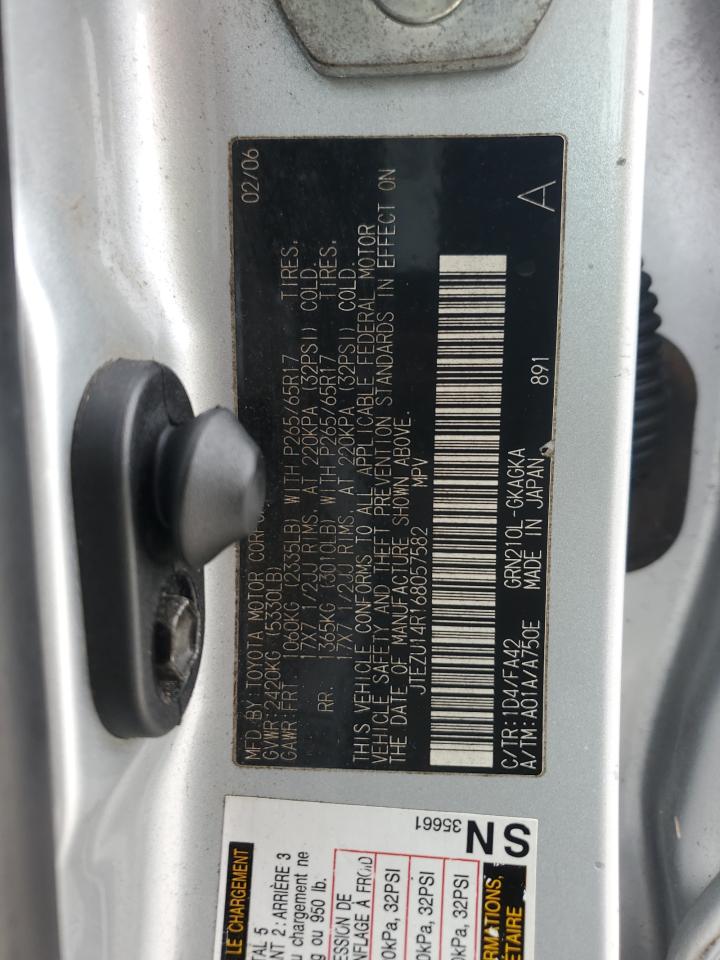 MFD BY:TOYOTA MOTOR 02/06
GVWR:2420KG (5330LB)
GAWR:FRT 1060KG (2335LB) WITH P265/65R17 TIRES,
17X7 1/2JJ RIMS, AT 220KPA (32PSI) COLD.
RR. 1365KG (3010LB) WITH P265/65R17 TIRES,
17X7 1/2JJ RIMS, AT 220KPA (32PSI) COLD.
THIS VEHICLE CONFORMS TO ALL APPLICABLE FEDERAL MOTOR
VEHICLE SAFETY AND THEFT PREVENTION STANDARDS IN EFFECT ON
THE DATE OF MANUFACTURE SHOWN ABOVE.
JTEZU14R168057582 MPV
C/TR:1D4/FA42 GRN210L-GKAGKA 891 A
A/TM:A01A/A750E MADE IN JAPAN
LE CHARGEMENT
TAL 5
ANT 2:ARRIÈRE 3
u chargement ne
g ou 950 lb.
ESSION DE
NFLAGE À FROID
0kPa, 32PSI
0kPa, 32PSI
0kPa, 32PSI
RMATIONS,
ÉTAIRE
35661
SN